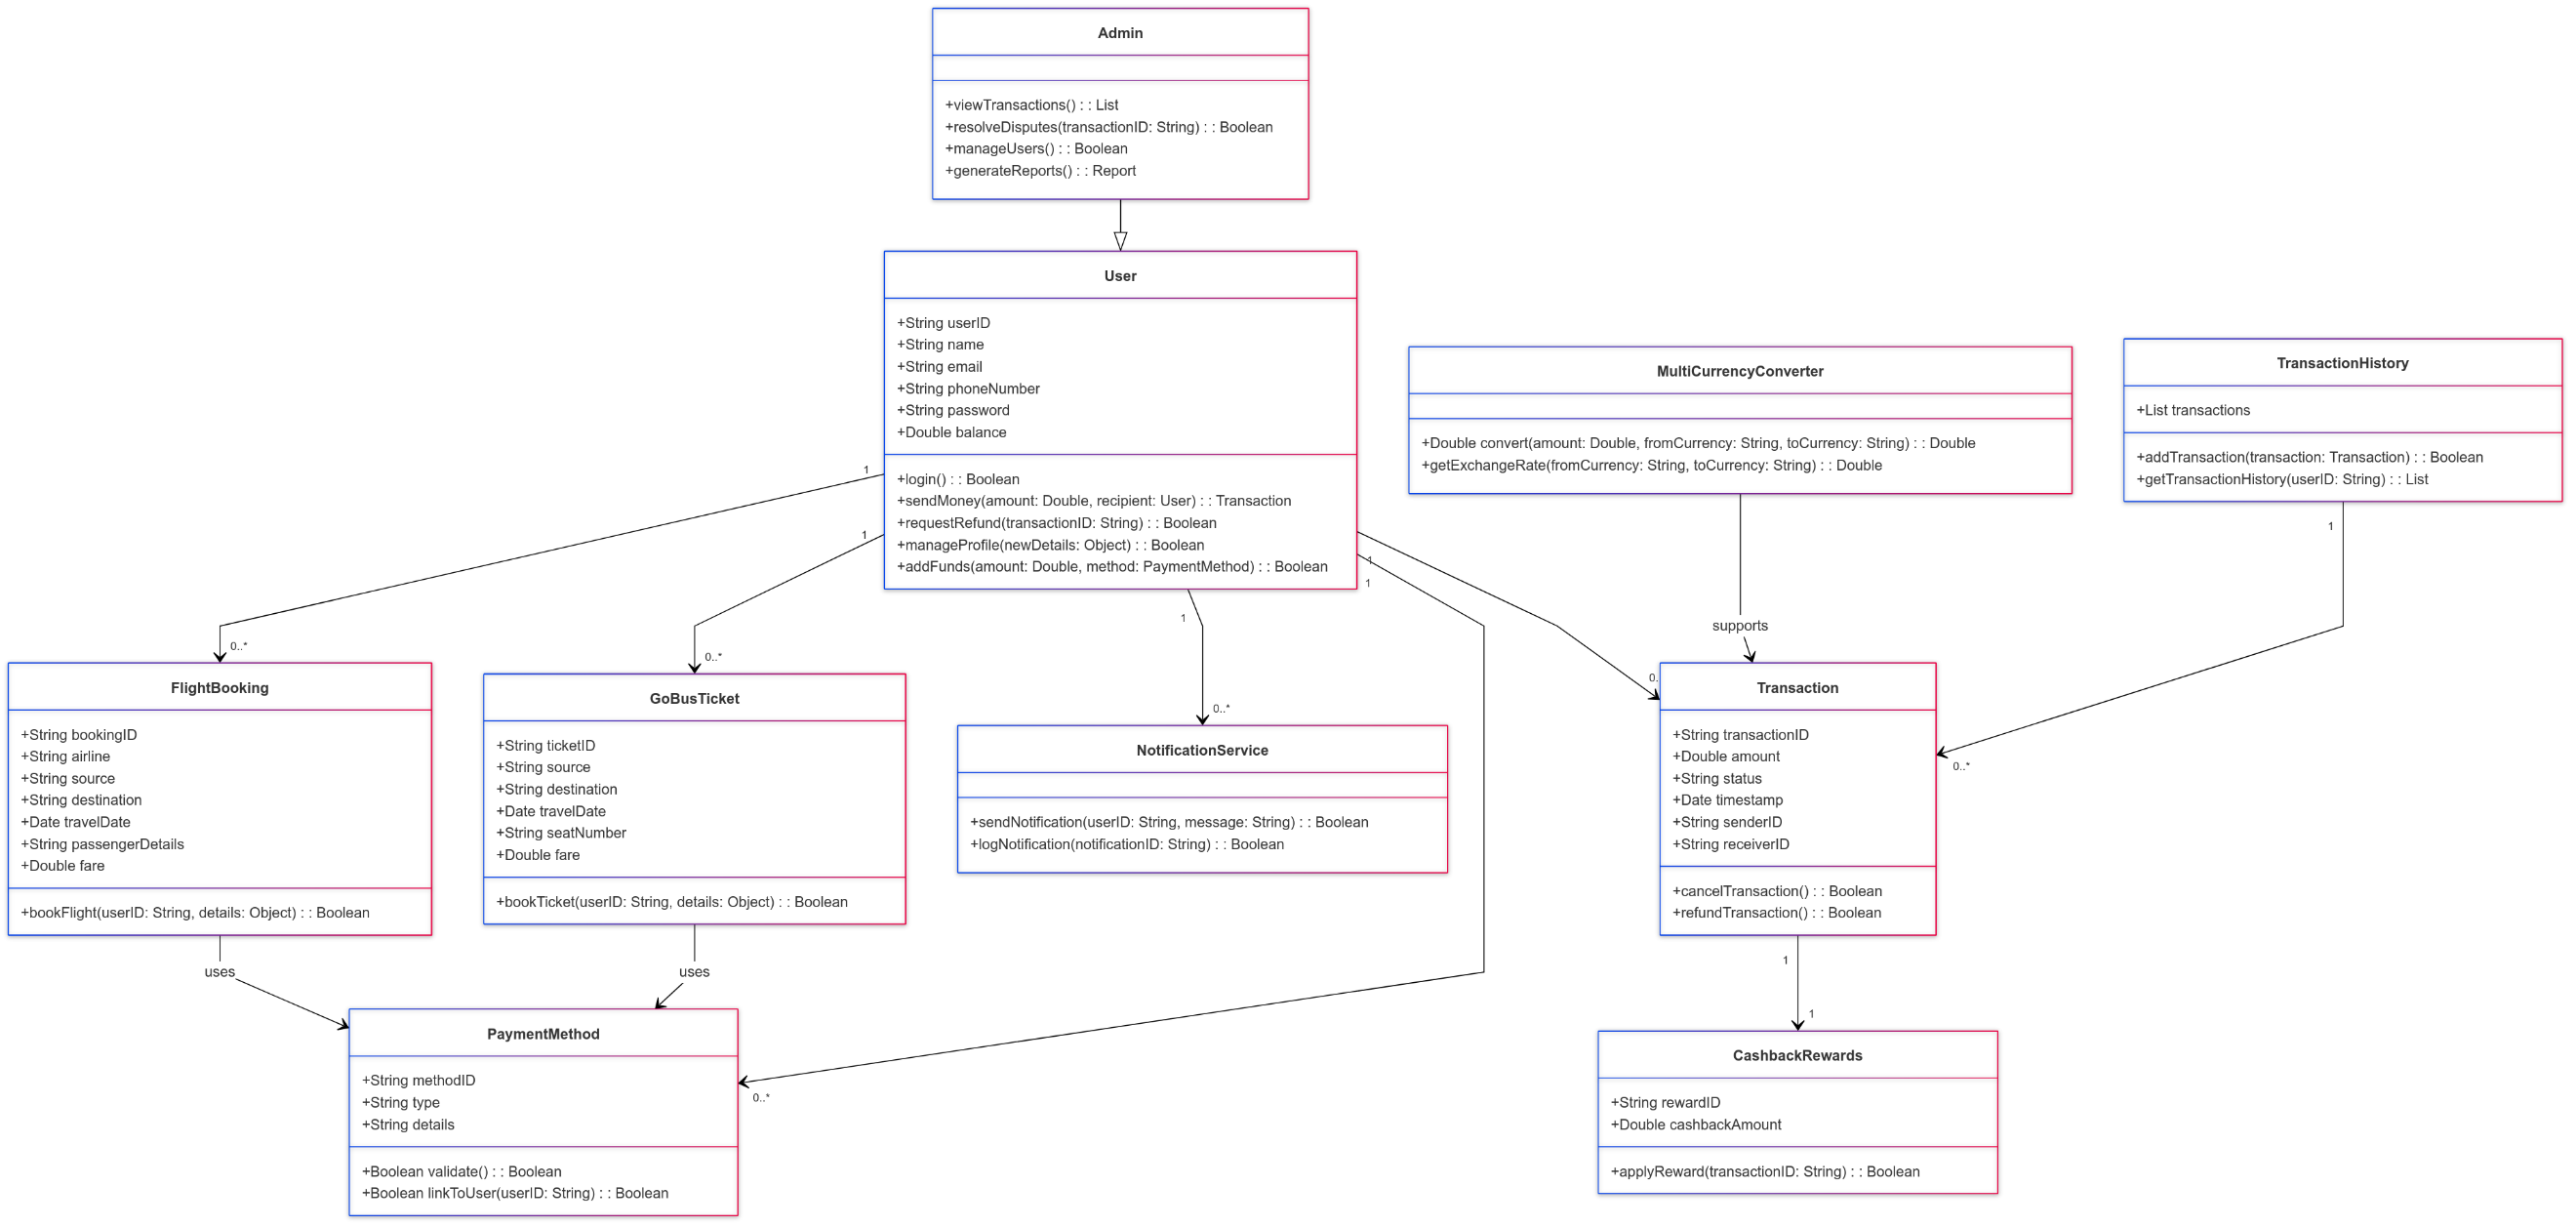 Admin
+viewTransactions() : : List
+resolveDisputes(transactionID: String) : : Boolean
+manageUsers() : : Boolean
+generateReports() : : Report
User
+String userID
+String name
+String email
+String phoneNumber
+String password
+Double balance
+login() : : Boolean
+sendMoney(amount: Double, recipient: User) : : Transaction
+requestRefund(transactionID: String) : : Boolean
+manageProfile(newDetails: Object) : : Boolean
+addFunds(amount: Double, method: PaymentMethod) : : Boolean
MultiCurrencyConverter
+Double convert(amount: Double, fromCurrency: String, toCurrency: String) : : Double
+getExchangeRate(fromCurrency: String, toCurrency: String) : : Double
TransactionHistory
+List transactions
+addTransaction(transaction: Transaction) : : Boolean
+getTransactionHistory(userID: String) : : List
1
1
1
1
1
1
supports
0..*
0..*
0..*
0.
0..*
FlightBooking
+String bookingID
+String airline
+String source
+String destination
+Date travelDate
+String passengerDetails
+Double fare
+bookFlight(userID: String, details: Object) : : Boolean
GoBusTicket
+String ticketID
+String source
+String destination
+Date travelDate
+String seatNumber
+Double fare
+bookTicket(userID: String, details: Object) : : Boolean
NotificationService
+sendNotification(userID: String, message: String) : : Boolean
+logNotification(notificationID: String) : : Boolean
Transaction
+String transactionID
+Double amount
+String status
+Date timestamp
+String senderID
+String receiverID
+cancelTransaction() : : Boolean
+refundTransaction() : : Boolean
uses
uses
1
1
PaymentMethod
+String methodID
+String type
+String details
+Boolean validate() : : Boolean
+Boolean linkToUser(userID: String) : : Boolean
0..*
CashbackRewards
+String rewardID
+Double cashbackAmount
+applyReward(transactionID: String) : : Boolean